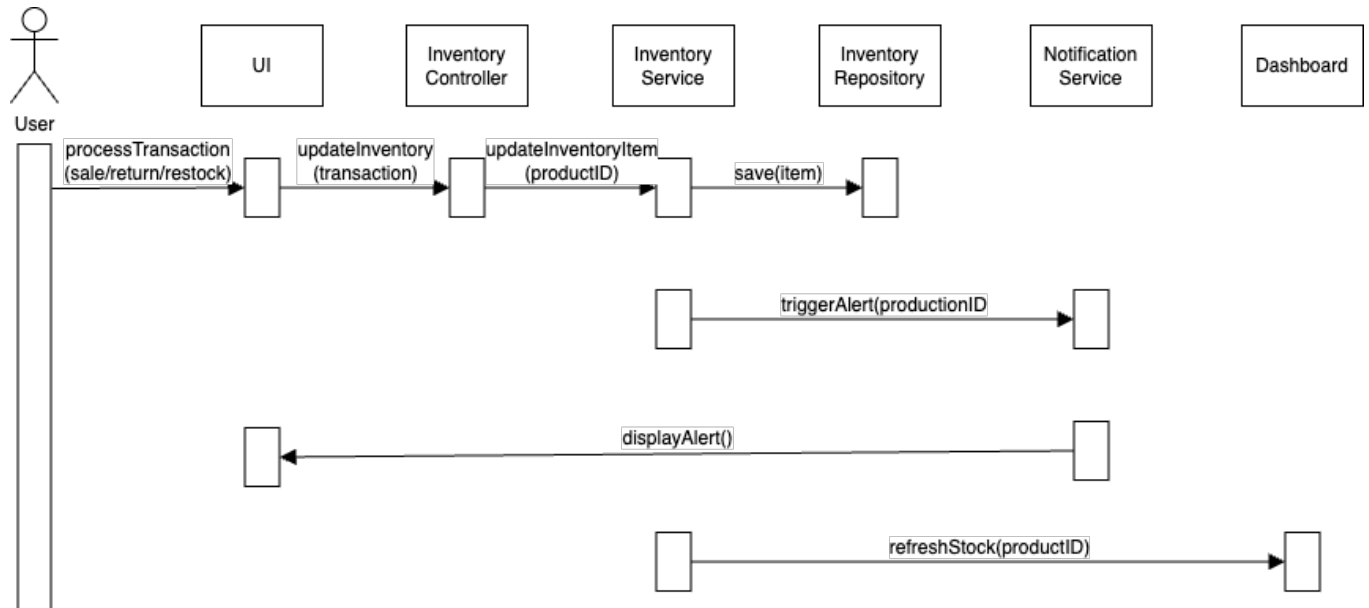 User
UI
Inventory
Controller
Inventory
Service
Inventory
Repository
Notification
Service
Dashboard
processTransaction
(sale/return/restock)
updateInventory
(transaction)
updateInventoryItem
(productID)
save(item)
triggerAlert(productionID
displayAlert()
refreshStock(productID)